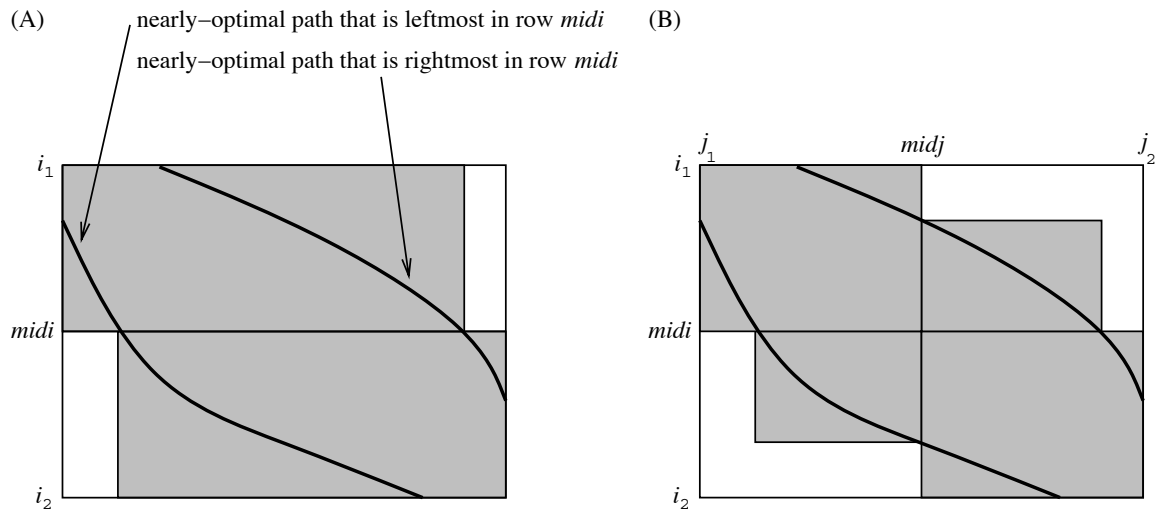 (A)
nearly−optimal path that is leftmost in row midi
nearly−optimal path that is rightmost in row midi
i1
midi
i2
(B)
j1
midj
j2
i1
midi
i2